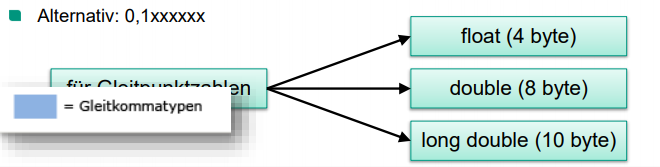 Alternativ: 0,1xxxxxx
float (4 byte)
für Gleitpunktzahlen
double (8 byte)
= Gleitkommatypen
long double (10 byte)